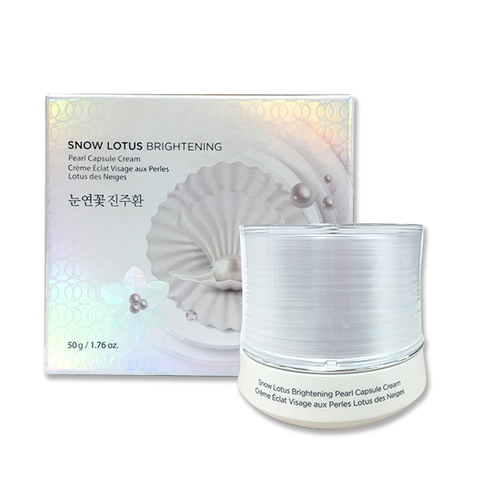 SNOW LOTUS BRIGHTENING
Pearl Capsule Cream
Crème Éclat Visage aux Perles
Lotus des Neiges
눈연꽃진주환
50g / 1.76 oz.
Snow Lotus Brightening Pearl Capsule Cream
Crème Éclat Visage aux Perles Lotus des Neiges